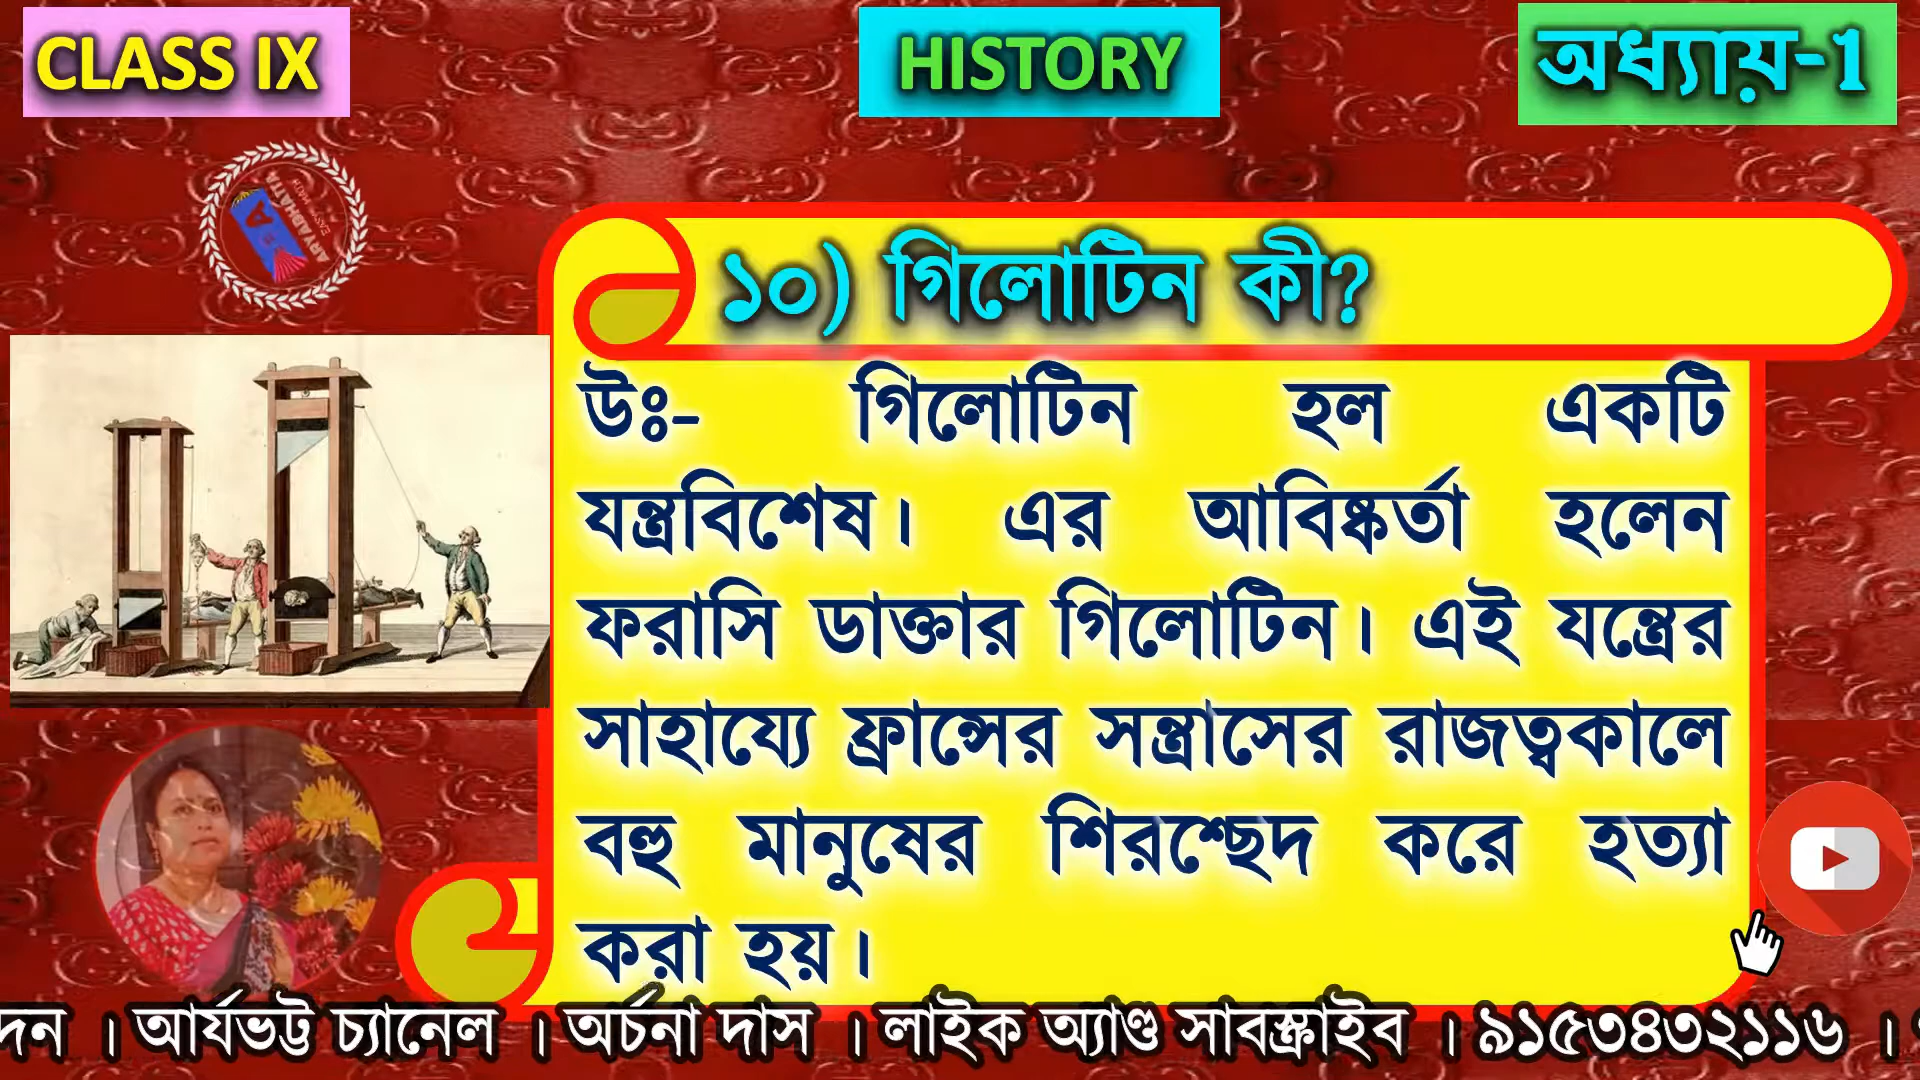 CLASS IX
HISTORY
অধ্যায়-1
ARYABHATTA
১০) গিলোটিন কী?
উঃ- গিলোটিন হল একটি
যন্ত্রবিশেষ। এর আবিষ্কর্তা হলেন
ফরাসি ডাক্তার গিলোটিন। এই যন্ত্রের
সাহায্যে ফ্রান্সের সন্ত্রাসের রাজত্বকালে
বহু মানুষের শিরশ্ছেদ করে হত্যা
করা হয়।
দন । আর্যভট্ট চ্যানেল । অর্চনা দাস । লাইক অ্যাণ্ড সাবস্ক্রাইব । ৯১৫৩৪৩২১১৬ ।